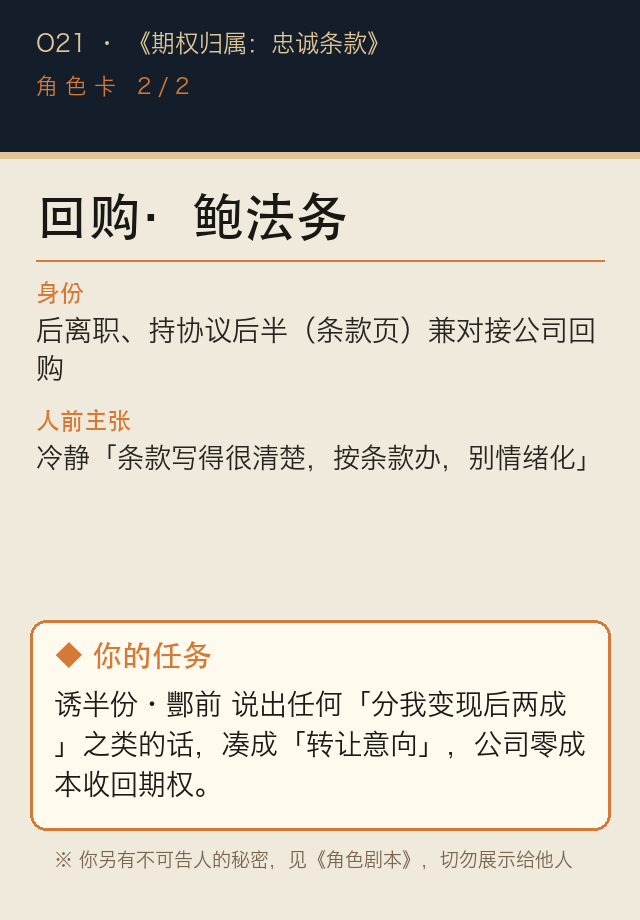 O21 · 《期权归属：忠诚条款》
角色卡 2/2
回购· 鲍法务
身份
后离职、持协议后半（条款页）兼对接公司回
购
人前主张
冷静「条款写得很清楚，按条款办，别情绪化」
◆ 你的任务
诱半份·酆前 说出任何「分我变现后两成
」之类的话，凑成「转让意向」，公司零成
本收回期权。
※ 你另有不可告人的秘密，见《角色剧本》，切勿展示给他人